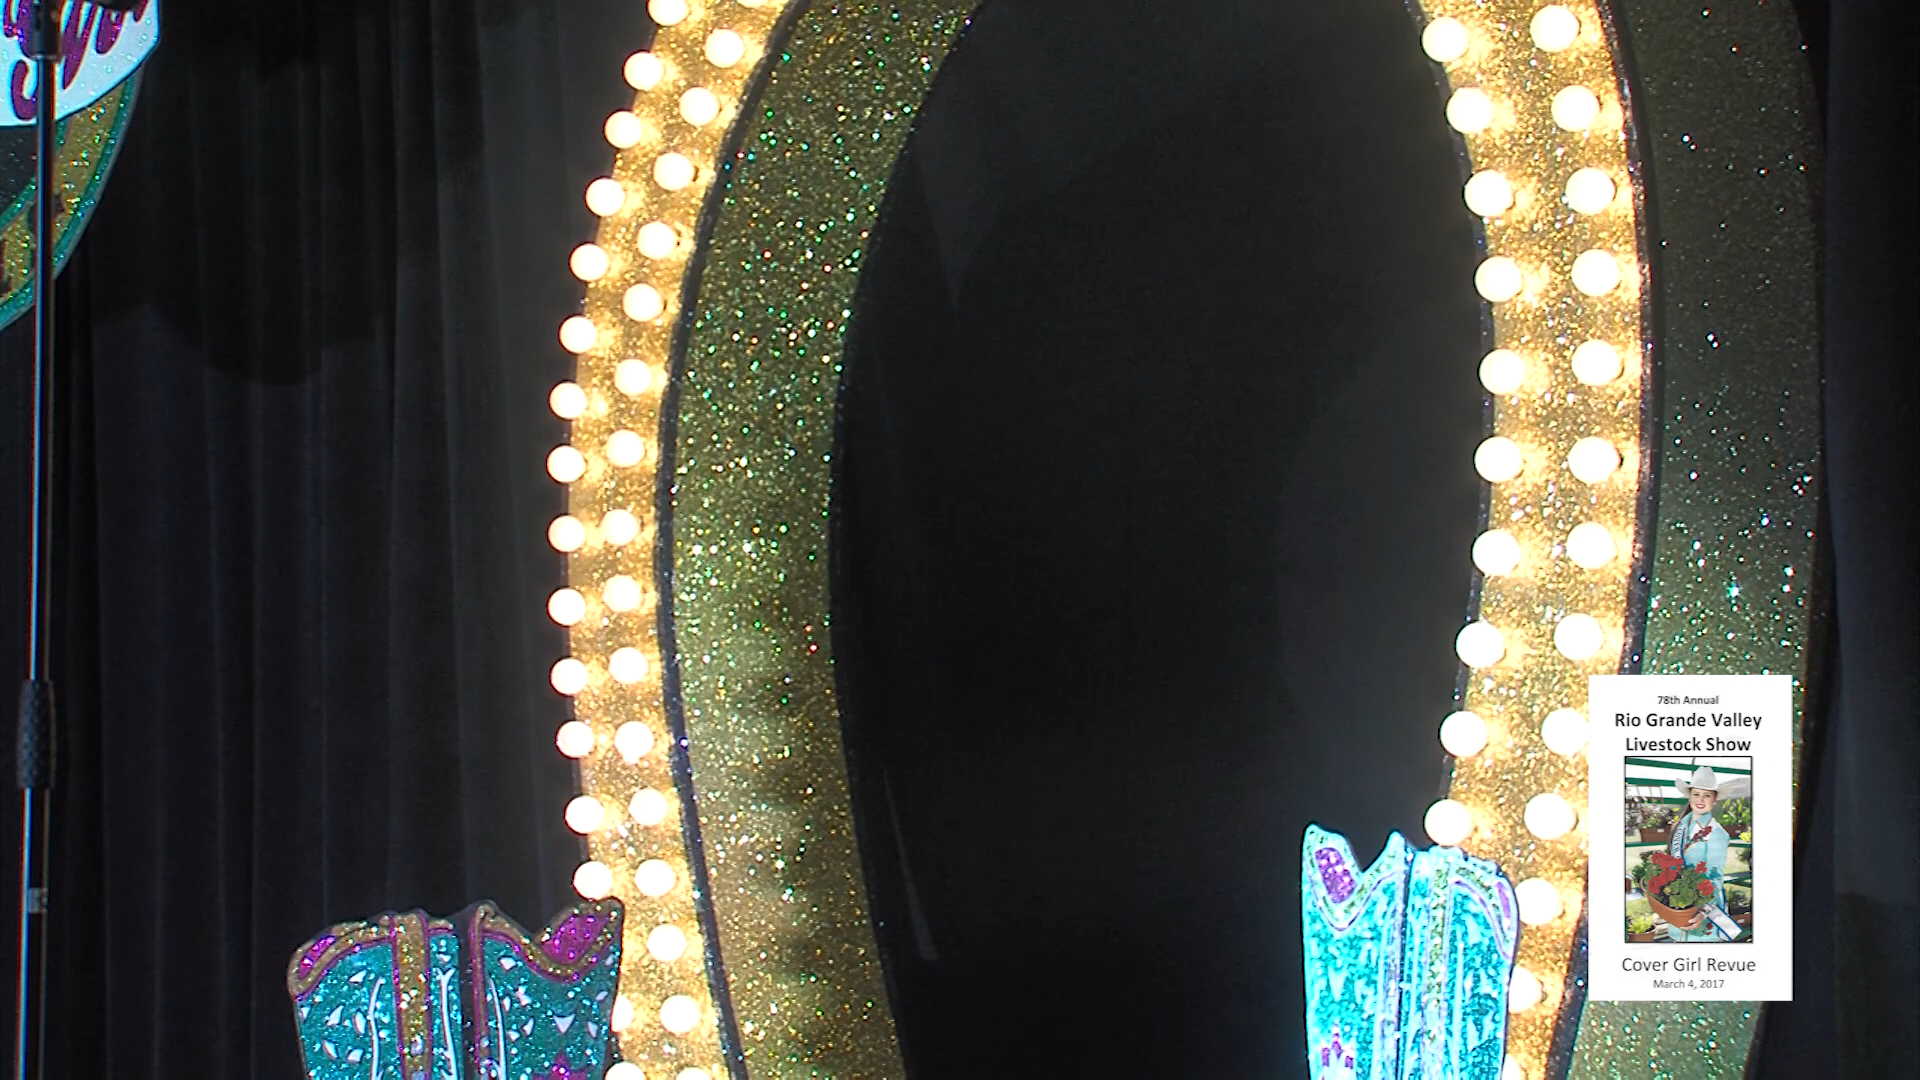 78th Annual
Rio Grande Valley
Livestock Show
Cover Girl Revue
March 4, 2017